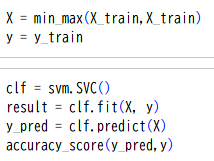 X = min_max(X_train,X_train)
y = y_train
clf = svm.SVC()
result = clf.fit(X, y)
y_pred = clf.predict(X)
accuracy_score(y_pred,y)